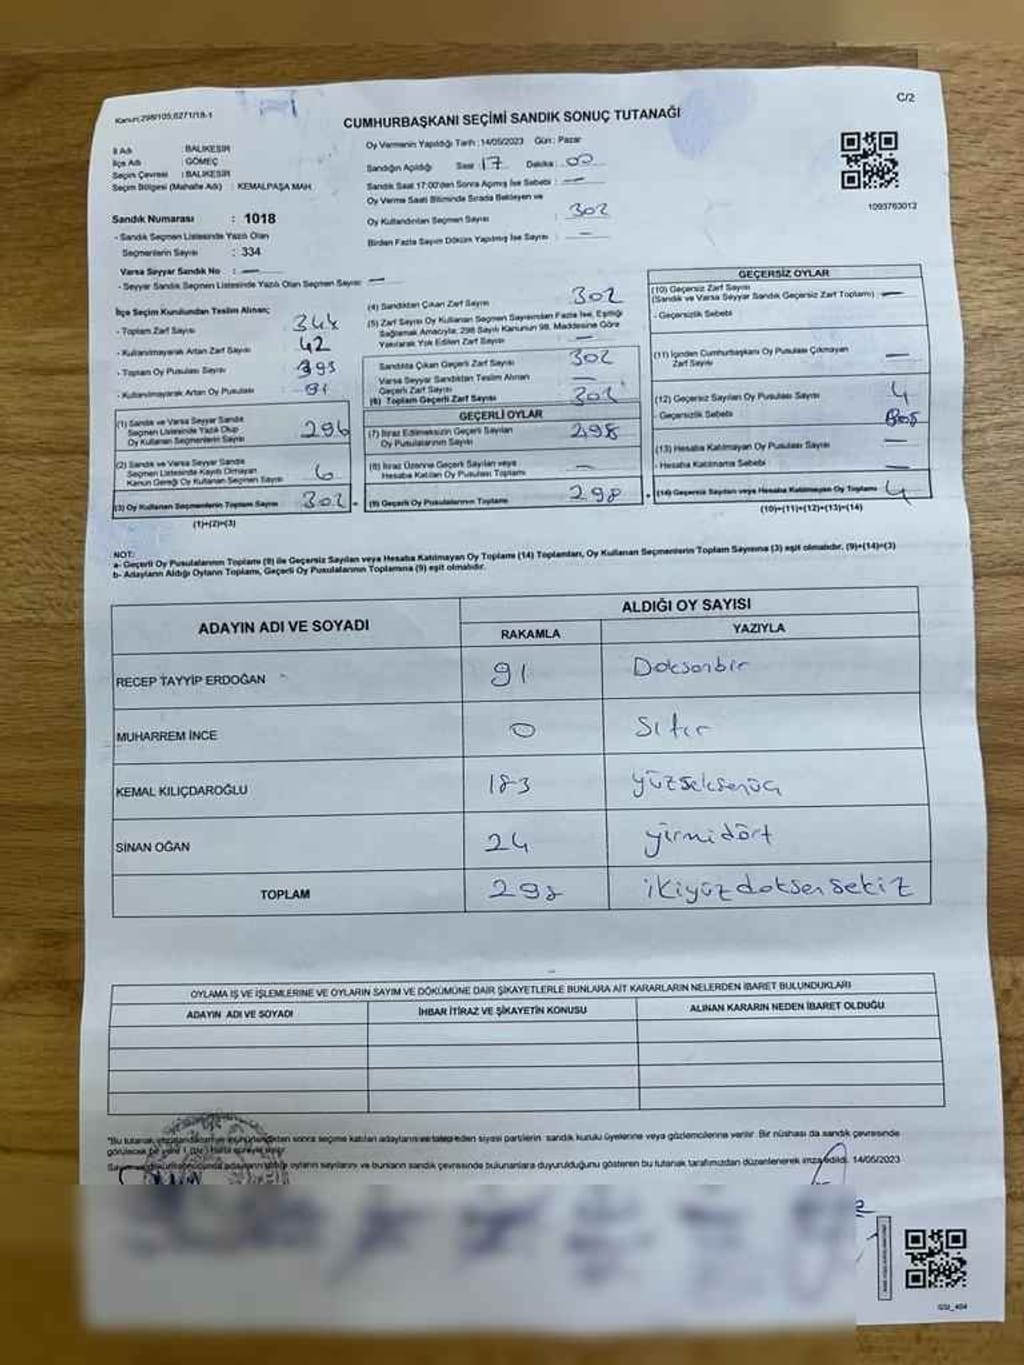 Kanun:298/105,6271/18-1
C/2
CUMHURBAŞKANI SEÇİMİ SANDIK SONUÇ TUTANAĞI
İl Adı : BALIKESİR
İlçe Adı : GÖMEÇ
Seçim Çevresi : BALIKESİR
Seçim Bölgesi (Mahalle Adı) : KEMALPAŞA MAH.
Oy Vermenin Yapıldığı Tarih :14/05/2023 Gün : Pazar
Sandığın Açıldığı Saat 17 Dakika : 00
Sandık Saat 17:00'den Sonra Açılmış İse Sebebi : —
Oy Verme Saati Bitiminde Sırada Bekleyen ve
Oy Kullandırılan Seçmen Sayısı : 302
Birden Fazla Sayım Döküm Yapılmış İse Sayısı : —
1093763012
Sandık Numarası : 1018
- Sandık Seçmen Listesinde Yazılı Olan
Seçmenlerin Sayısı : 334
Varsa Seyyar Sandık No : —
- Seyyar Sandık Seçmen Listesinde Yazılı Olan Seçmen Sayısı: —
İlçe Seçim Kurulundan Teslim Alınan;
- Toplam Zarf Sayısı 344
- Kullanılmayarak Artan Zarf Sayısı 42
- Toplam Oy Pusulası Sayısı 393
- Kullanılmayarak Artan Oy Pusulası 91
(1) Sandık ve Varsa Seyyar Sandık
Seçmen Listesinde Yazılı Olup
Oy Kullanan Seçmenlerin Sayısı 296
(2) Sandık ve Varsa Seyyar Sandık
Seçmen Listesinde Kayıtlı Olmayan
Kanun Gereği Oy Kullanan Seçmen Sayısı 6
(3) Oy Kullanan Seçmenlerin Toplam Sayısı 302
(1)+(2)=(3)
(4) Sandıktan Çıkan Zarf Sayısı 302
(5) Zarf Sayısı Oy Kullanan Seçmen Sayısından Fazla İse, Eşitliği
Sağlamak Amacıyla; 298 Sayılı Kanunun 98. Maddesine Göre
Yakılarak Yok Edilen Zarf Sayısı —
Sandıkta Çıkan Geçerli Zarf Sayısı 302
Varsa Seyyar Sandıktan Teslim Alınan
Geçerli Zarf Sayısı —
(6) Toplam Geçerli Zarf Sayısı 302
GEÇERLİ OYLAR
(7) İtiraz Edilmeksizin Geçerli Sayılan
Oy Pusulalarının Sayısı 298
(8) İtiraz Üzerine Geçerli Sayılan veya
Hesaba Katılan Oy Pusulası Toplamı —
(9) Geçerli Oy Pusulalarının Toplamı 298
GEÇERSİZ OYLAR
(10) Geçersiz Zarf Sayısı
(Sandık ve Varsa Seyyar Sandık Geçersiz Zarf Toplamı) —
- Geçersizlik Sebebi
(11) İçinden Cumhurbaşkanı Oy Pusulası Çıkmayan
Zarf Sayısı —
(12) Geçersiz Sayılan Oy Pusulası Sayısı 4
- Geçersizlik Sebebi
(13) Hesaba Katılmayan Oy Pusulası Sayısı —
- Hesaba Katılmama Sebebi —
(14) Geçersiz Sayılan veya Hesaba Katılmayan Oy Toplamı 4
(10)+(11)+(12)+(13)=(14)
NOT:
a- Geçerli Oy Pusulaları Toplamı (9) ile Geçersiz Sayılan veya Hesaba Katılmayan Oy Toplamı (14) Toplamları, Oy Kullanan Seçmenlerin Toplam Sayısına (3) eşit olmalıdır. (9)+(14)=(3)
b- Adayların Aldığı Oyların Toplamı, Geçerli Oy Pusulalarının Toplamına (9) eşit olmalıdır.
ADAYIN ADI VE SOYADI
ALDIĞI OY SAYISI
RAKAMLA YAZIYLA
RECEP TAYYİP ERDOĞAN 91 Doksanbir
MUHARREM İNCE 0 Sıfır
KEMAL KILIÇDAROĞLU 183 yüzseksenüç
SİNAN OĞAN 24 yirmidört
TOPLAM 298 ikiyüzdoksansekiz
OYLAMA İŞ VE İŞLEMLERİNE VE OYLARIN SAYIM VE DÖKÜMÜNE DAİR ŞİKAYETLERLE BUNLARA AİT KARARLARIN NELERDEN İBARET BULUNDUKLARI
ADAYIN ADI VE SOYADI İHBAR İTİRAZ VE ŞİKAYETİN KONUSU ALINAN KARARIN NEDEN İBARET OLDUĞU
sonra seçime katılan adayların ve talep eden siyasi partilerin sandık kurulu üyelerine veya gözlemcilerine verilir. Bir nüshası da sandık çevresinde
oyların sayılarını ve bunların sandık çevresinde bulunanlara duyurulduğunu gösteren bu tutanak tarafımızdan düzenlenerek imza edildi. 14/05/2023
GSI_404